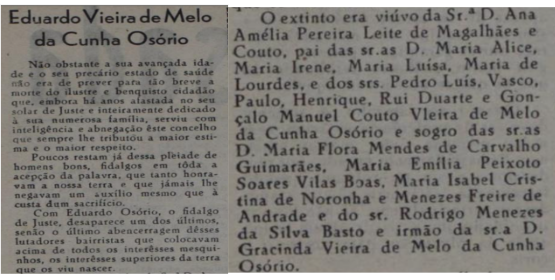 Eduardo Vieira de Melo
da Cunha Osório
Não obstante a sua avançada ida-
de e o seu precário estado de saúde
não era de prever para tão breve a
morte do ilustre e benquisto cidadão
que, embora há anos afastado no seu
solar de Juste e inteiramente dedicado
à sua numerosa família, serviu com
inteligência e abnegação êste concelho
que sempre lhe tributou a maior esti-
ma e o maior respeito.
Poucos restam já dessa plêiade de
homens bons, fidalgos em tôda a
acepção da palavra, que tanto honra-
vam a nossa terra e que jàmais lhe
negavam um auxílio mesmo que à
custa dum sacrifício.
Com Eduardo Osório, o fidalgo
de Juste, desaparece um dos últimos,
senão o último abencerragem dêsses
lutadores bairristas que colocavam
acima de todos os interêsses mesqui-
nhos, os interêsses superiores da terra
que os viu nascer.
O extinto era viúvo da Sr.ª D. Ana
Amélia Pereira Leite de Magalhães e
Couto, pai das sr.as D. Maria Alice,
Maria Irene, Maria Luísa, Maria de
Lourdes, e dos srs. Pedro Luís, Vasco,
Paulo, Henrique, Rui Duarte e Gon-
çalo Manuel Couto Vieira de Melo
da Cunha Osório e sogro das sr.as
D. Maria Flora Mendes de Carvalho
Guimarães, Maria Emília Peixoto
Soares Vilas Boas, Maria Isabel Cris-
tina de Noronha e Menezes Freire de
Andrade e do sr. Rodrigo Menezes
da Silva Basto e irmão da sr.a D.
Gracinda Vieira de Melo da Cunha
Osório.